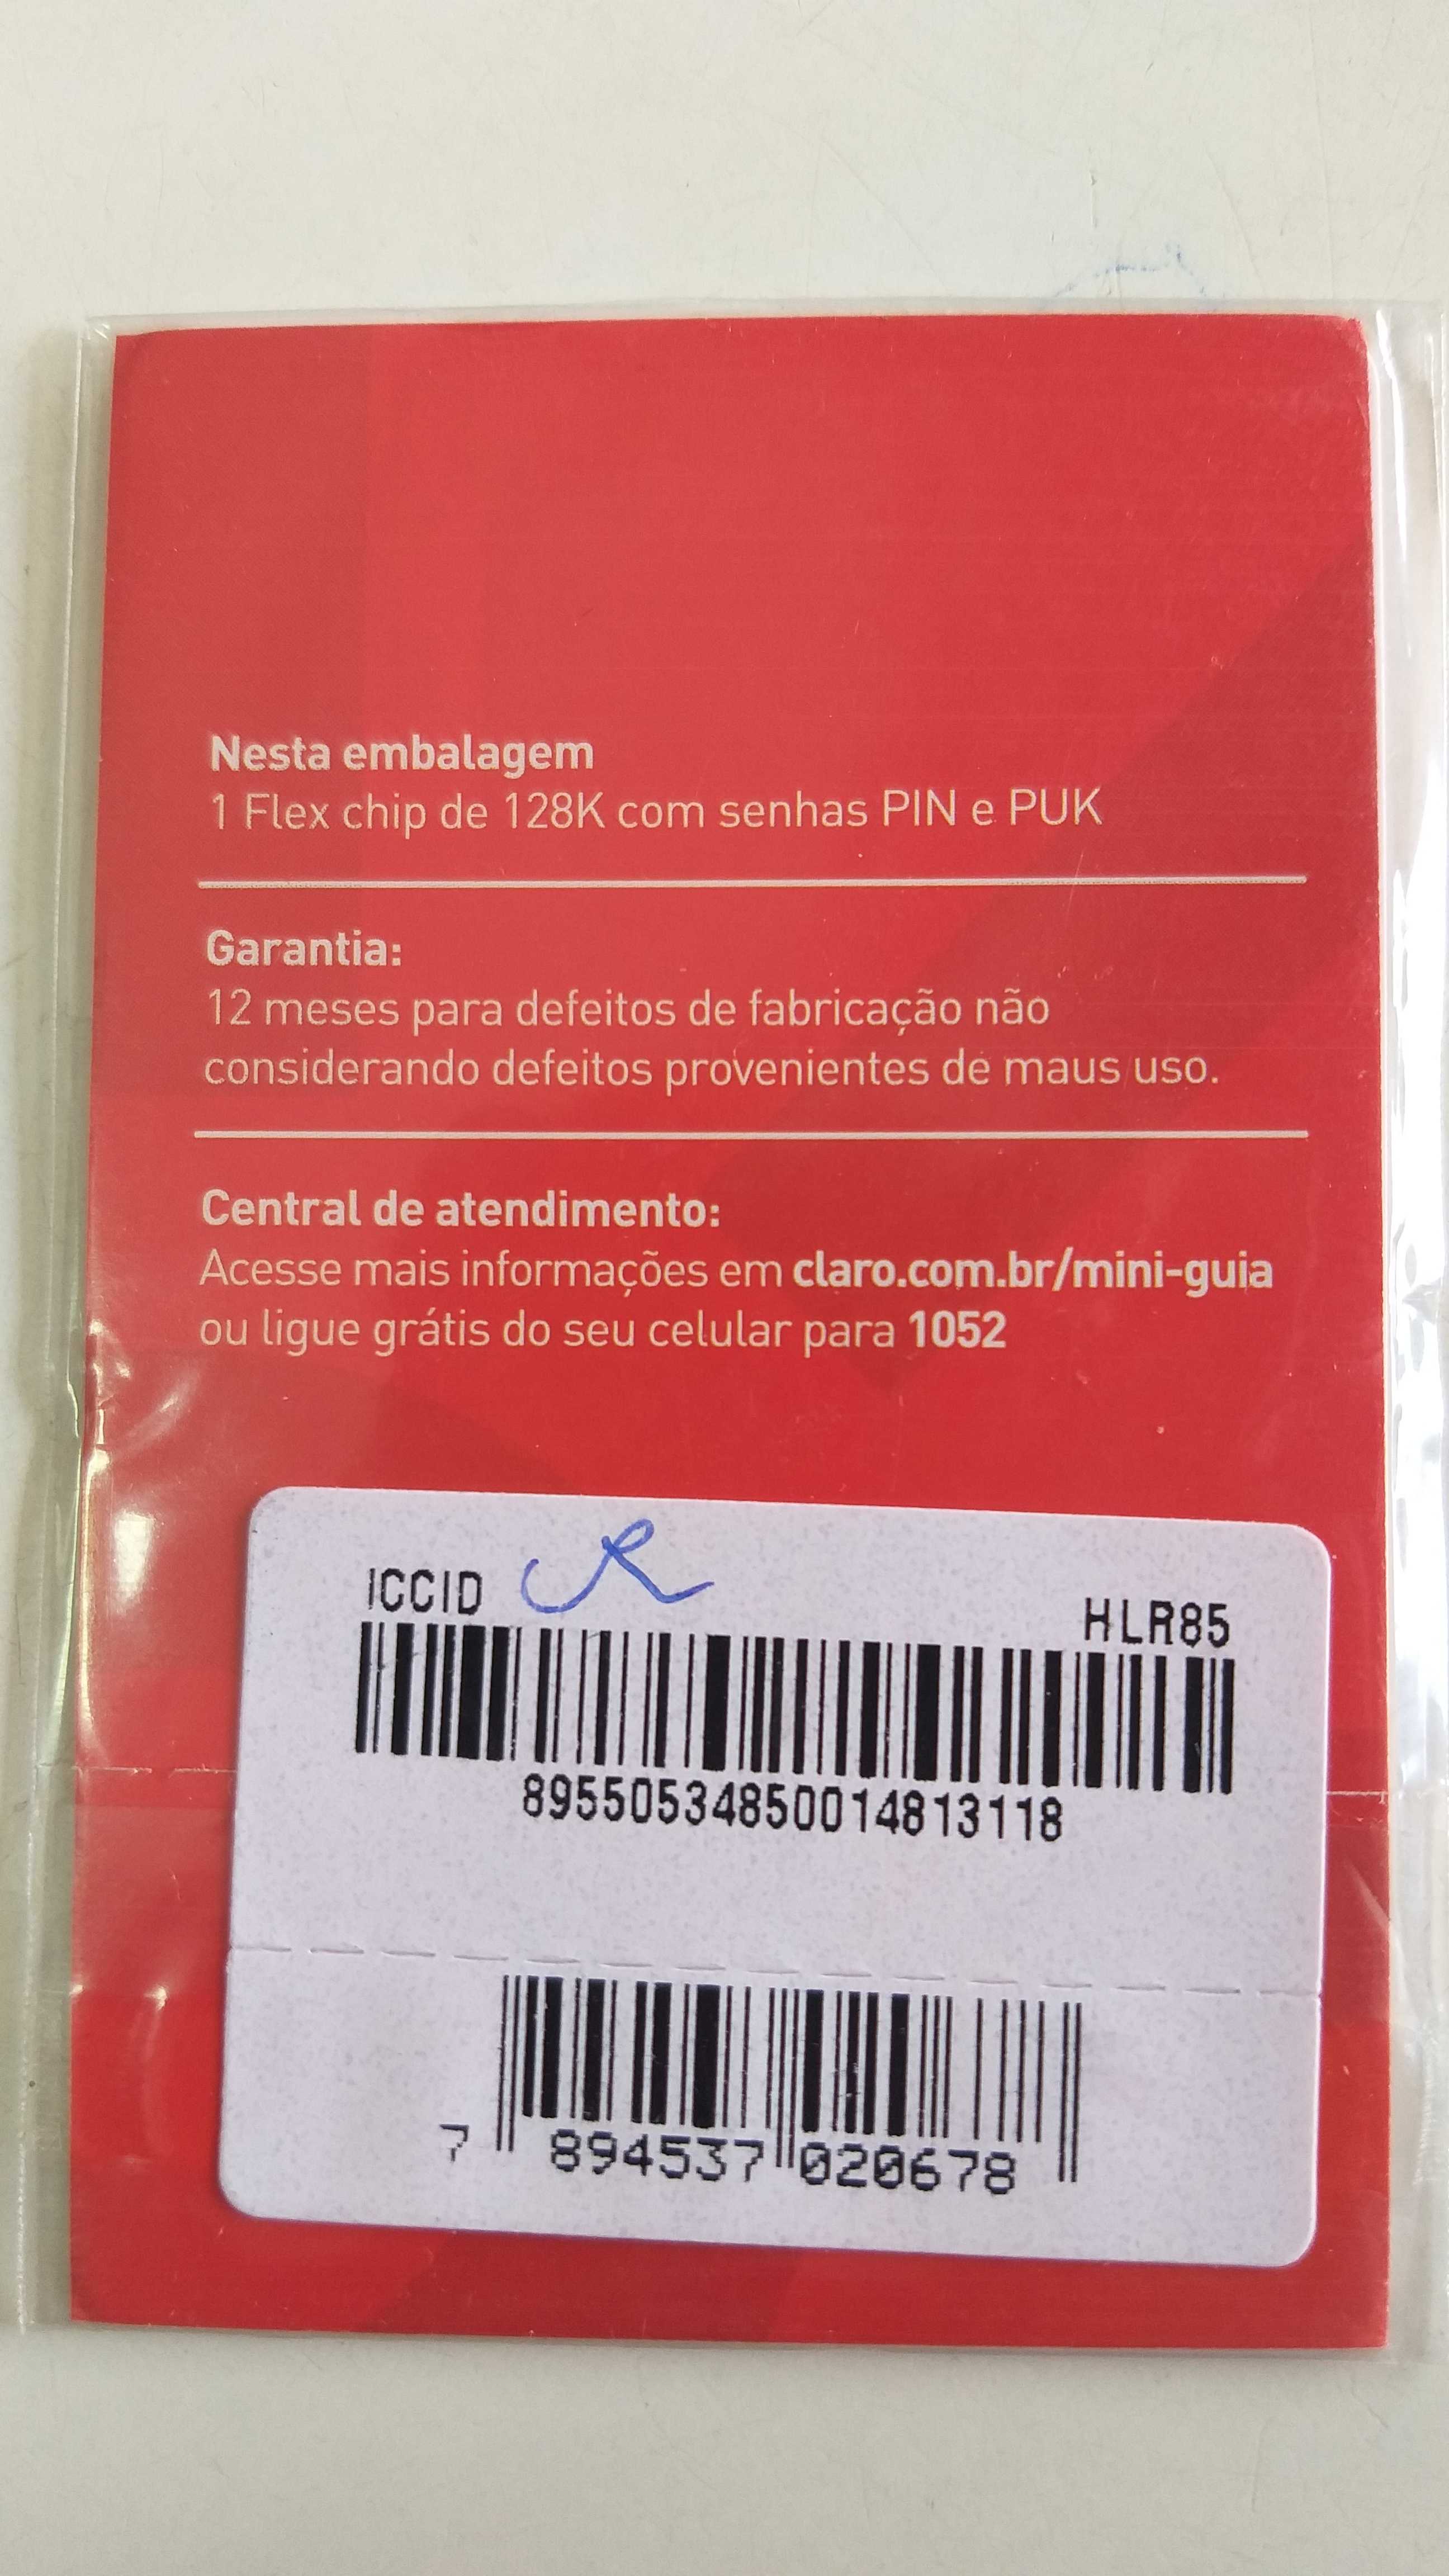 Nesta embalagem
1 Flex chip de 128K com senhas PIN e PUK
Garantia:
12 meses para defeitos de fabricação não
considerando defeitos provenientes de maus uso.
Central de atendimento:
Acesse mais informações em claro.com.br/mini-guia
ou ligue grátis do seu celular para 1052
ICCID HLR85
89550534850014813118
7 894537 020678